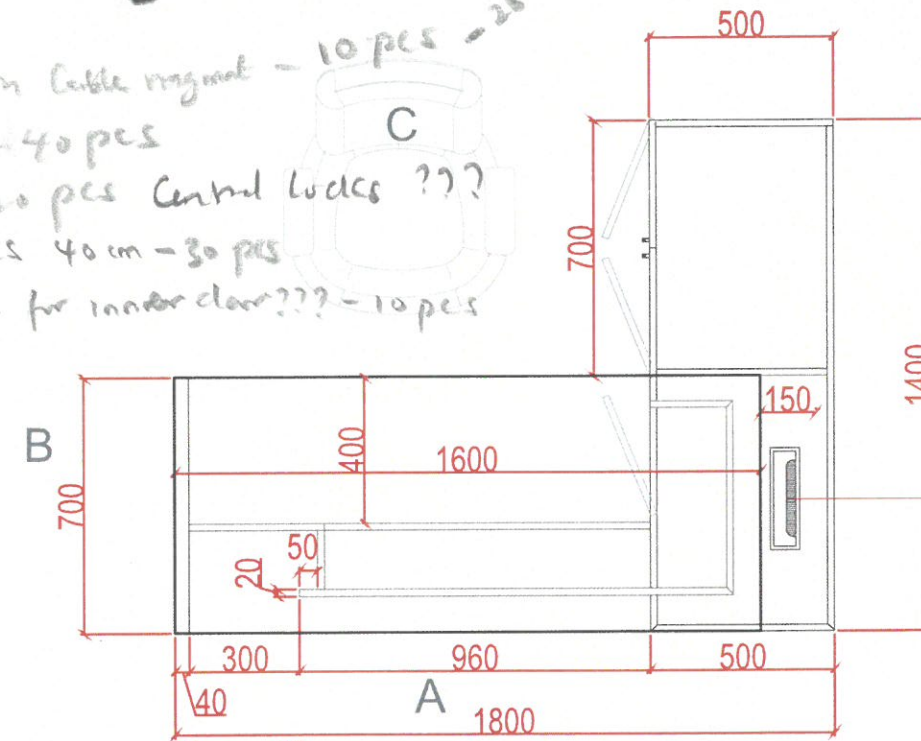 Cable - 10 pcs
- 40 pcs
pcs Central Locks ???
40 cm - 30 pcs
for inner door??? - 10 pcs
C
500
700
1400
B
700
400
1600
150
50
20
300
960
500
40
A
1800